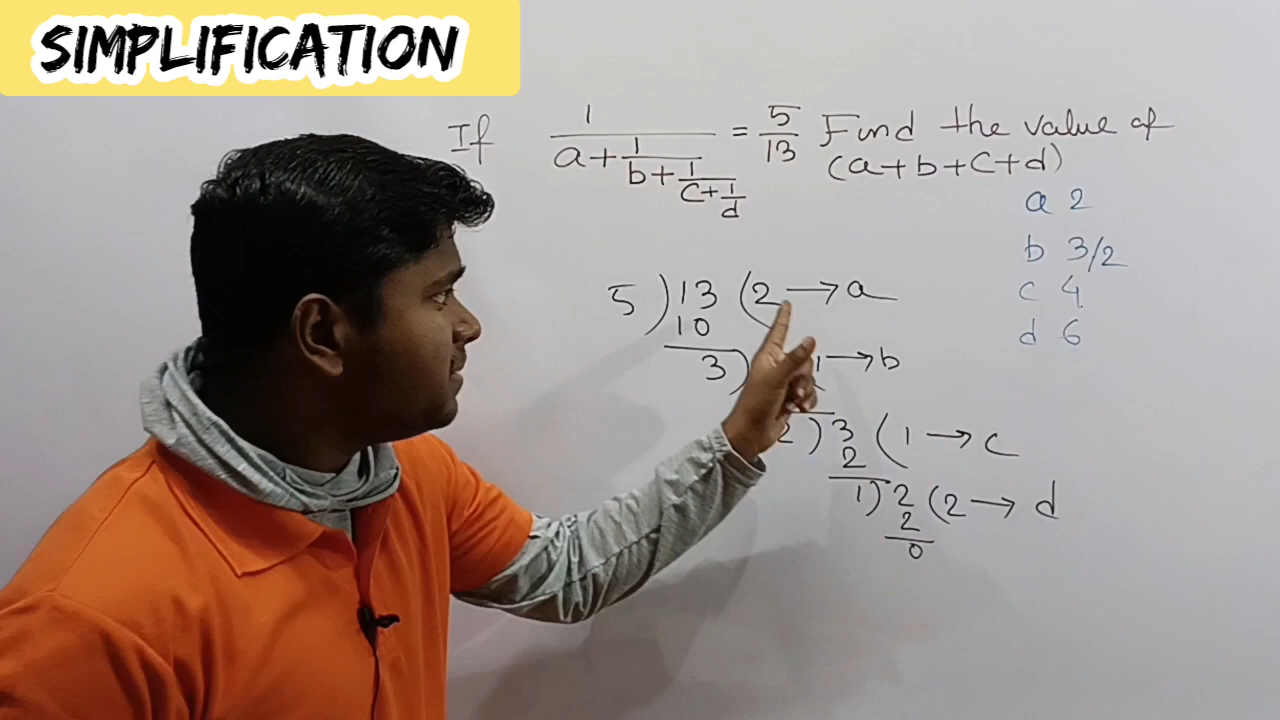 SIMPLIFICATION
If 1/(a+1/(b+1/(c+1/d))) = 5/13 Find the value of
(a+b+c+d)
a 2
b 3/2
c 4
d 6
5 ) 13 ( 2 → a
10
3 ) 1 → b
2 ) 3 ( 1 → c
2
1 ) 2 ( 2 → d
2
0